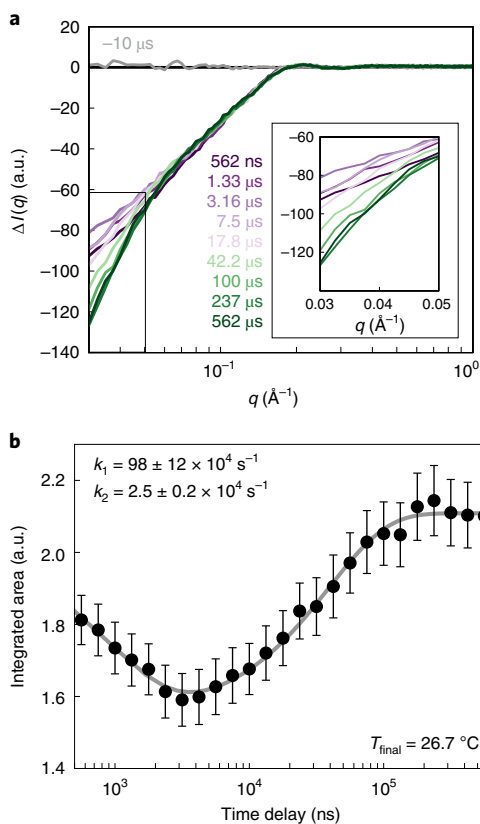 a
20
0
−20
−40
−60
−80
−100
−120
−140
ΔI(q) (a.u.)
−10 μs
562 ns
1.33 μs
3.16 μs
7.5 μs
17.8 μs
42.2 μs
100 μs
237 μs
562 μs
−60
−80
−100
−120
0.03
0.04
0.05
q (Å⁻¹)
10⁻¹
10⁰
q (Å⁻¹)
b
k₁ = 98 ± 12 × 10⁴ s⁻¹
k₂ = 2.5 ± 0.2 × 10⁴ s⁻¹
2.2
2.0
1.8
1.6
1.4
Integrated area (a.u.)
T_final = 26.7 °C
10³
10⁴
10⁵
Time delay (ns)